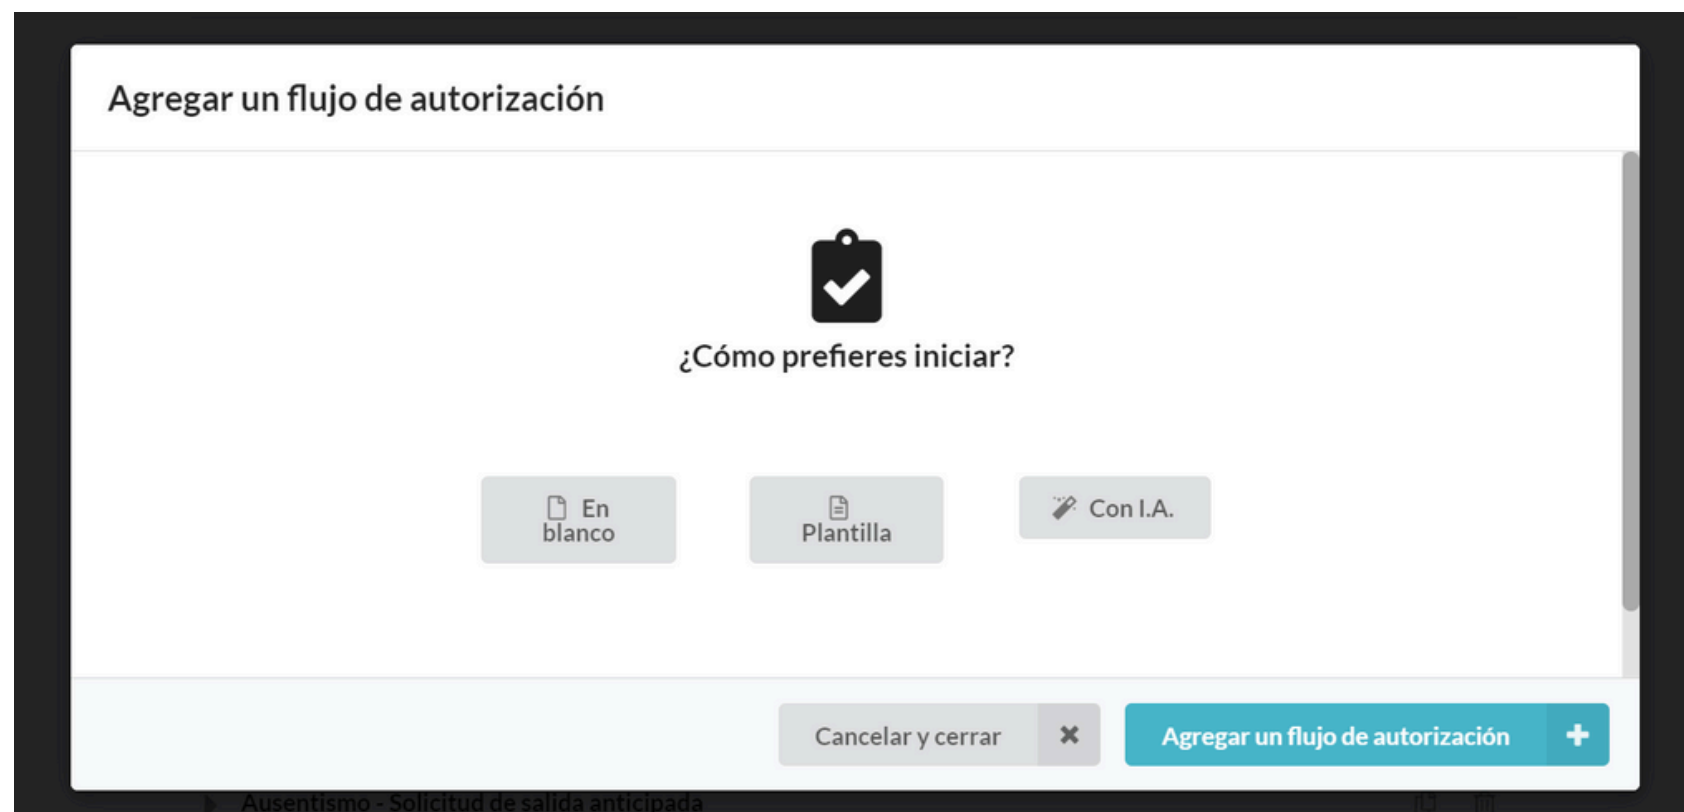 Agregar un flujo de autorización
¿Cómo prefieres iniciar?
En
blanco
Plantilla
Con I.A.
Cancelar y cerrar
Agregar un flujo de autorización
Ausentismo - Solicitud de salida anticipada